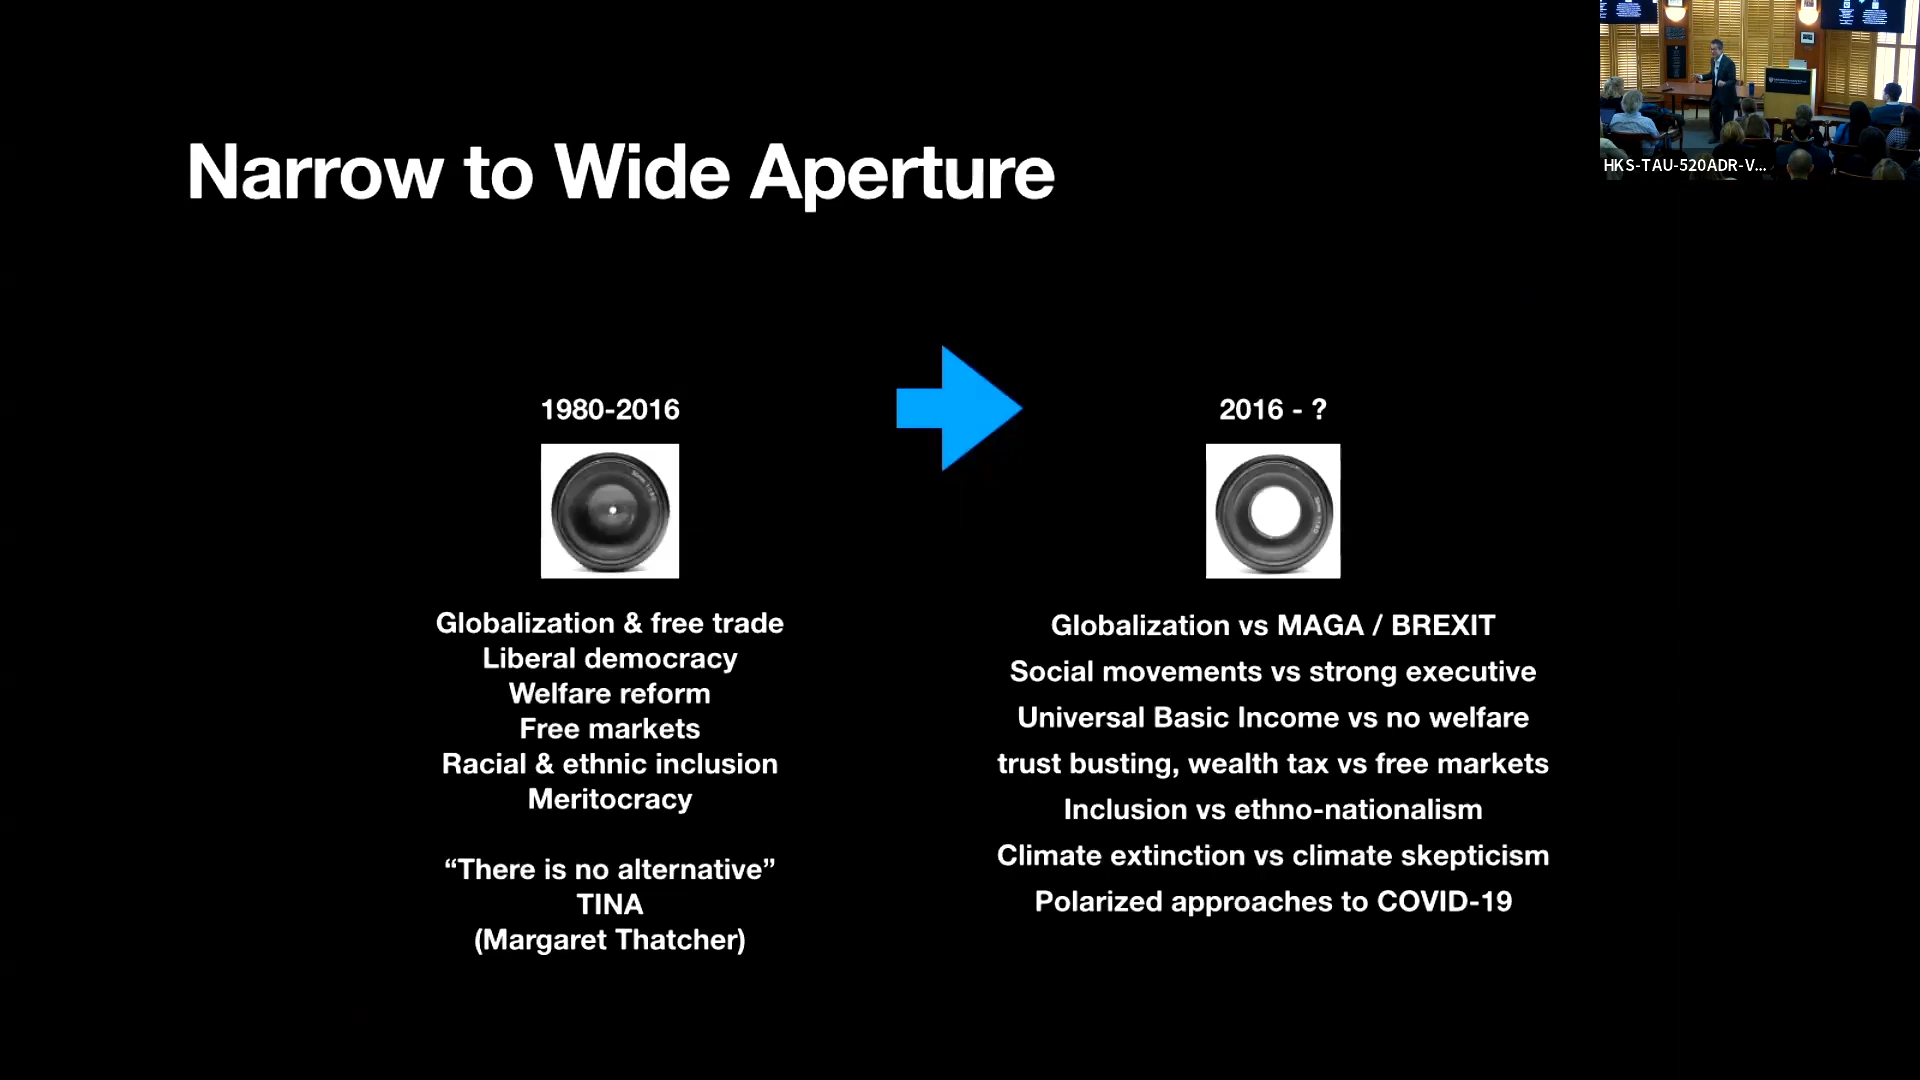 Narrow to Wide Aperture
1980-2016
Globalization & free trade
Liberal democracy
Welfare reform
Free markets
Racial & ethnic inclusion
Meritocracy
“There is no alternative”
TINA
(Margaret Thatcher)
2016 - ?
Globalization vs MAGA / BREXIT
Social movements vs strong executive
Universal Basic Income vs no welfare
trust busting, wealth tax vs free markets
Inclusion vs ethno-nationalism
Climate extinction vs climate skepticism
Polarized approaches to COVID-19
HKS-TAU-520ADR-V...